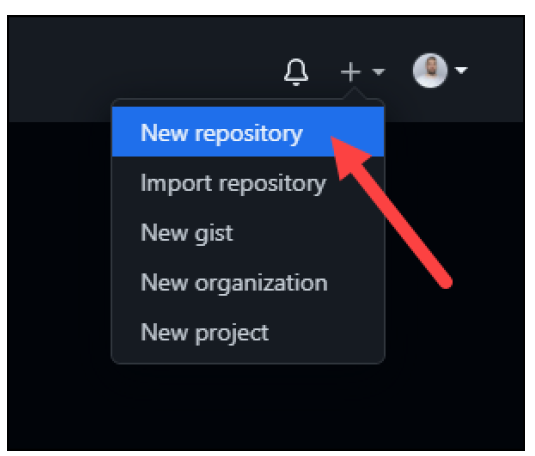 New repository
Import repository
New gist
New organization
New project